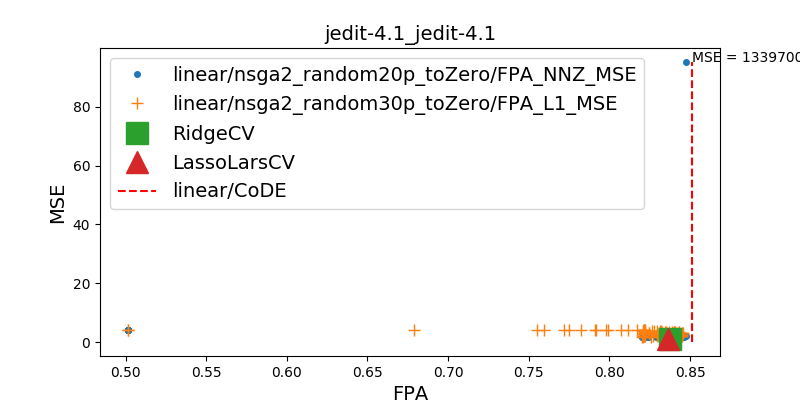 jedit-4.1_jedit-4.1
MSE = 1339700
linear/nsga2_random20p_toZero/FPA_NNZ_MSE
linear/nsga2_random30p_toZero/FPA_L1_MSE
RidgeCV
LassoLarsCV
linear/CoDE
MSE
80
60
40
20
0
0.50 0.55 0.60 0.65 0.70 0.75 0.80 0.85
FPA